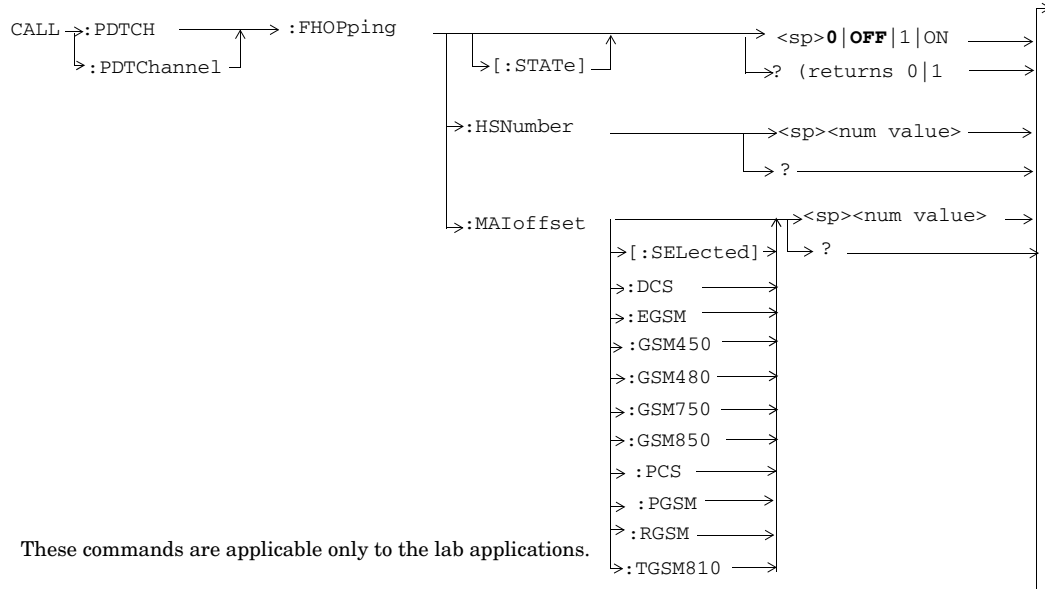 CALL :PDTCH :FHOPping <sp>0|OFF|1|ON
:PDTChannel [:STATe] ? (returns 0|1
:HSNumber <sp><num value>
?
:MAIoffset <sp><num value>
[:SELected] ?
:DCS
:EGSM
:GSM450
:GSM480
:GSM750
:GSM850
:PCS
:PGSM
:RGSM
These commands are applicable only to the lab applications.
:TGSM810